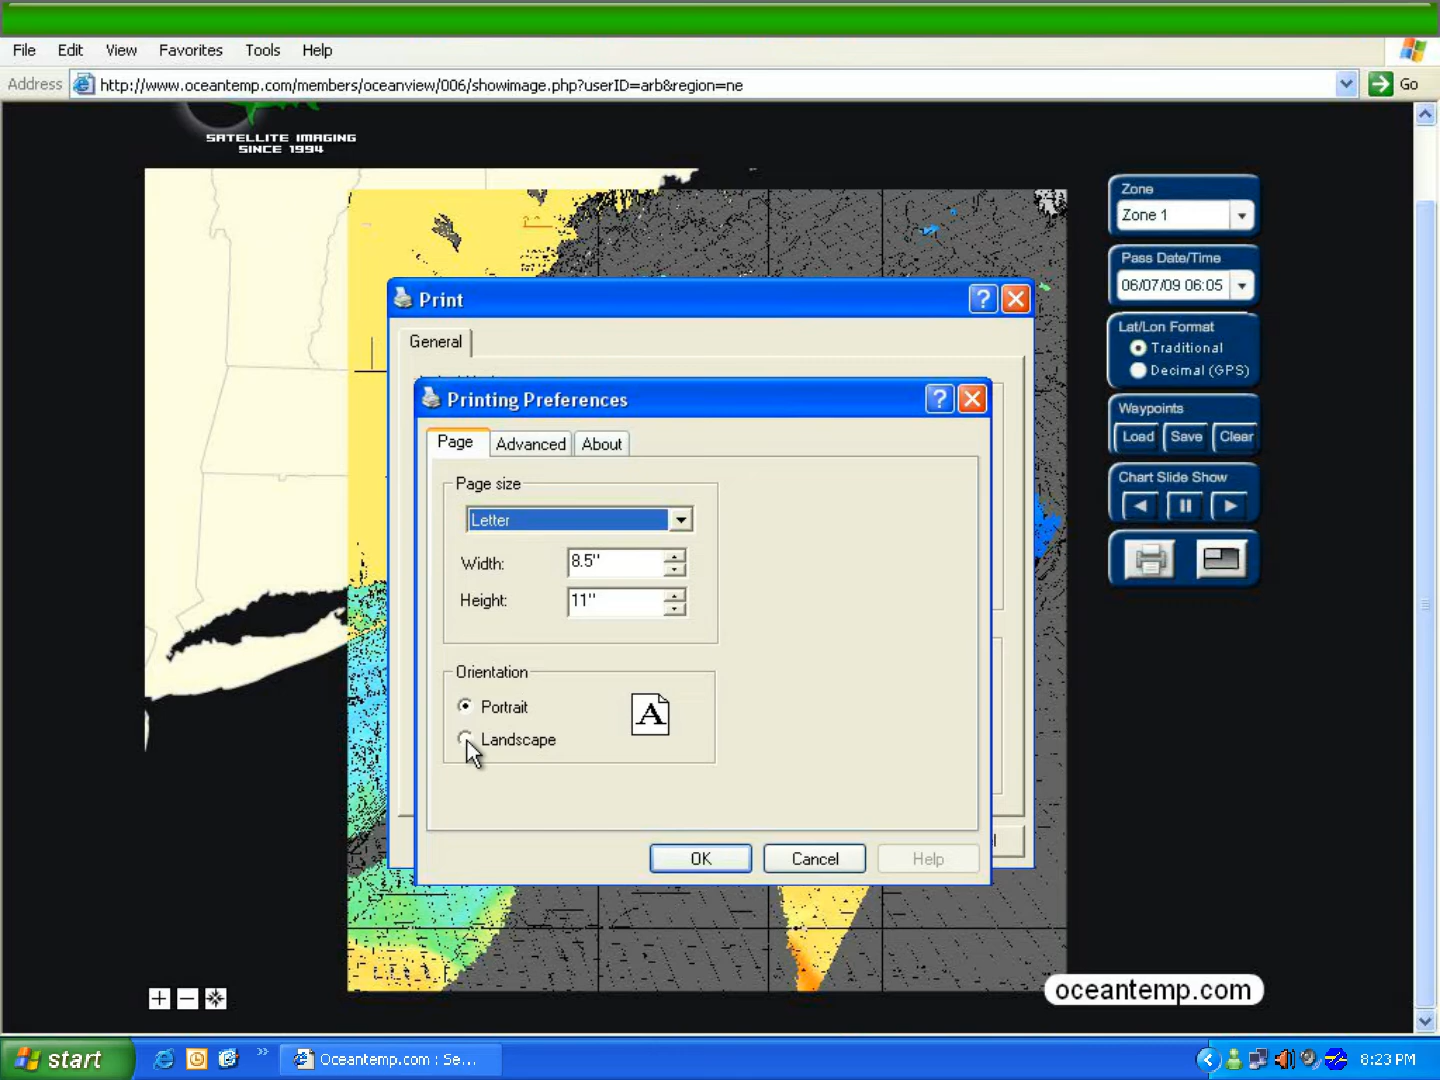 File Edit View Favorites Tools Help
Address http://www.oceantemp.com/members/oceanview/006/showimage.php?userID=arb&region=ne Go
SATELLITE IMAGING
SINCE 1994
Zone
Zone 1
Pass Date/Time
06/07/09 06:05
Lat/Lon Format
Traditional
Decimal (GPS)
Waypoints
Load Save Clear
Chart Slide Show
Print
General
Printing Preferences
Page Advanced About
Page size
Letter
Width: 8.5"
Height: 11"
Orientation
Portrait
A
Landscape
OK Cancel Help
oceantemp.com
start
Oceantemp.com : Se...
8:23 PM